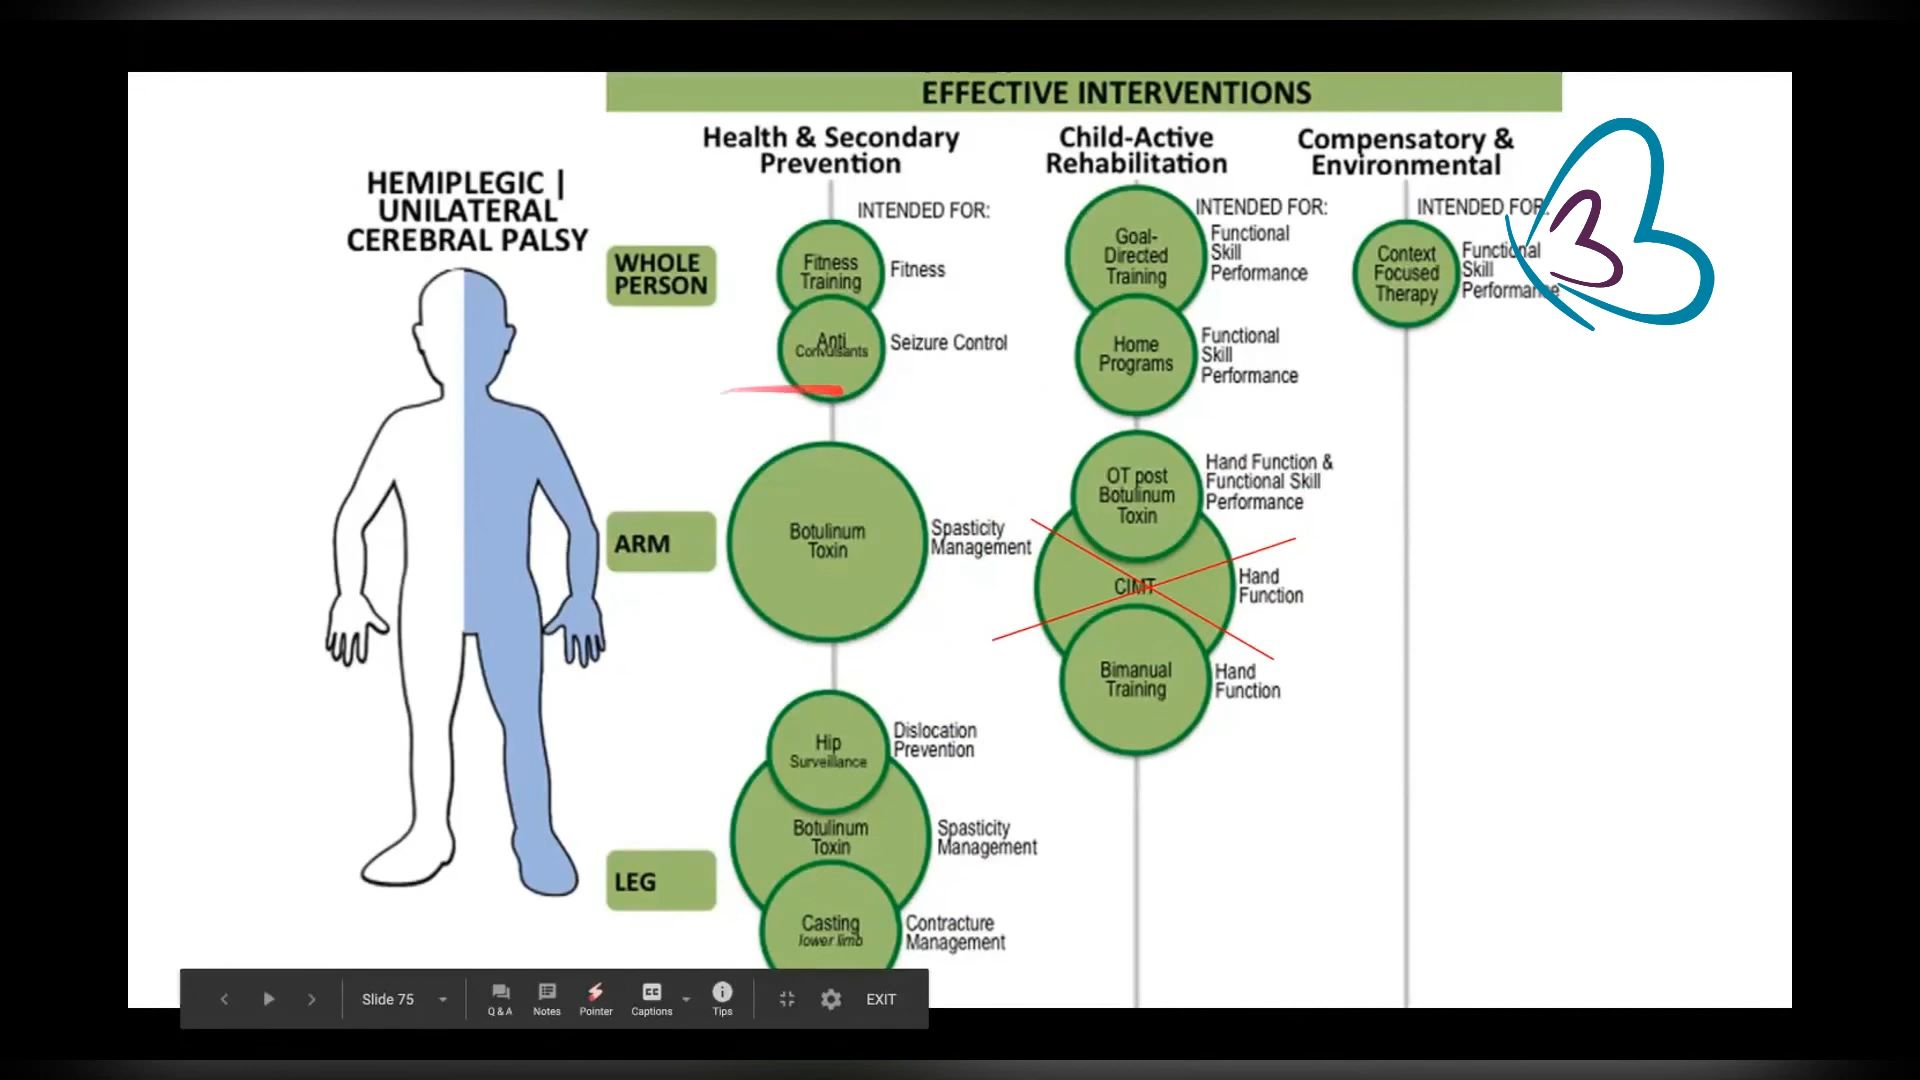 EFFECTIVE INTERVENTIONS
Health & Secondary
Prevention
Child-Active
Rehabilitation
Compensatory &
Environmental
HEMIPLEGIC |
UNILATERAL
CEREBRAL PALSY
WHOLE
PERSON
INTENDED FOR:
Fitness
Training
Fitness
Anti
Convulsants
Seizure Control
INTENDED FOR:
Goal-
Directed
Training
Functional
Skill
Performance
Home
Programs
Functional
Skill
Performance
INTENDED FOR:
Context
Focused
Therapy
Functional
Skill
Performance
ARM
Botulinum
Toxin
Spasticity
Management
OT post
Botulinum
Toxin
Hand Function &
Functional Skill
Performance
CIMT
Hand
Function
Bimanual
Training
Hand
Function
LEG
Hip
Surveillance
Dislocation
Prevention
Botulinum
Toxin
Spasticity
Management
Casting
lower limb
Contracture
Management
Slide 75
Q & A
Notes
Pointer
CC
Captions
Tips
EXIT